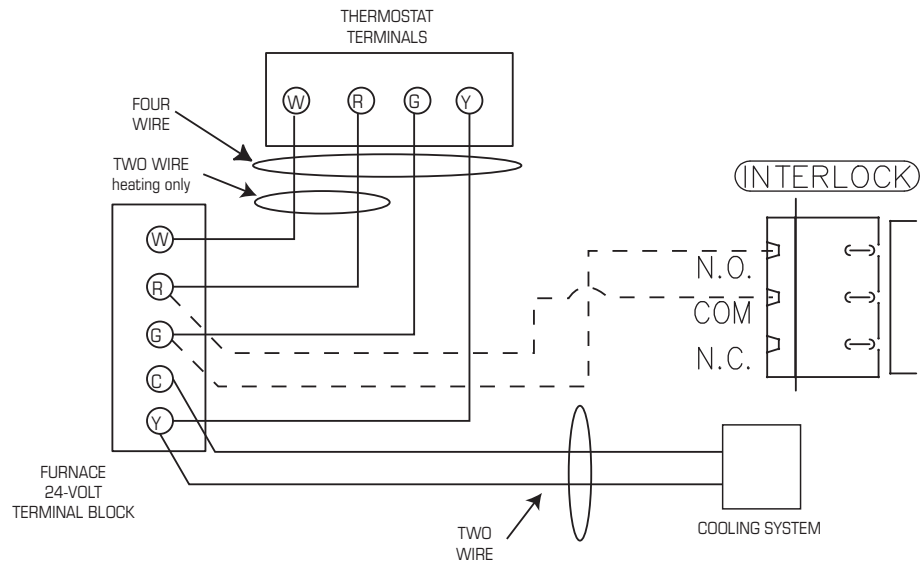 THERMOSTAT
TERMINALS
W R G Y
FOUR
WIRE
TWO WIRE
heating only
INTERLOCK
W
R
G
C
Y
N.O.
COM
N.C.
FURNACE
24-VOLT
TERMINAL BLOCK
TWO
WIRE
COOLING SYSTEM